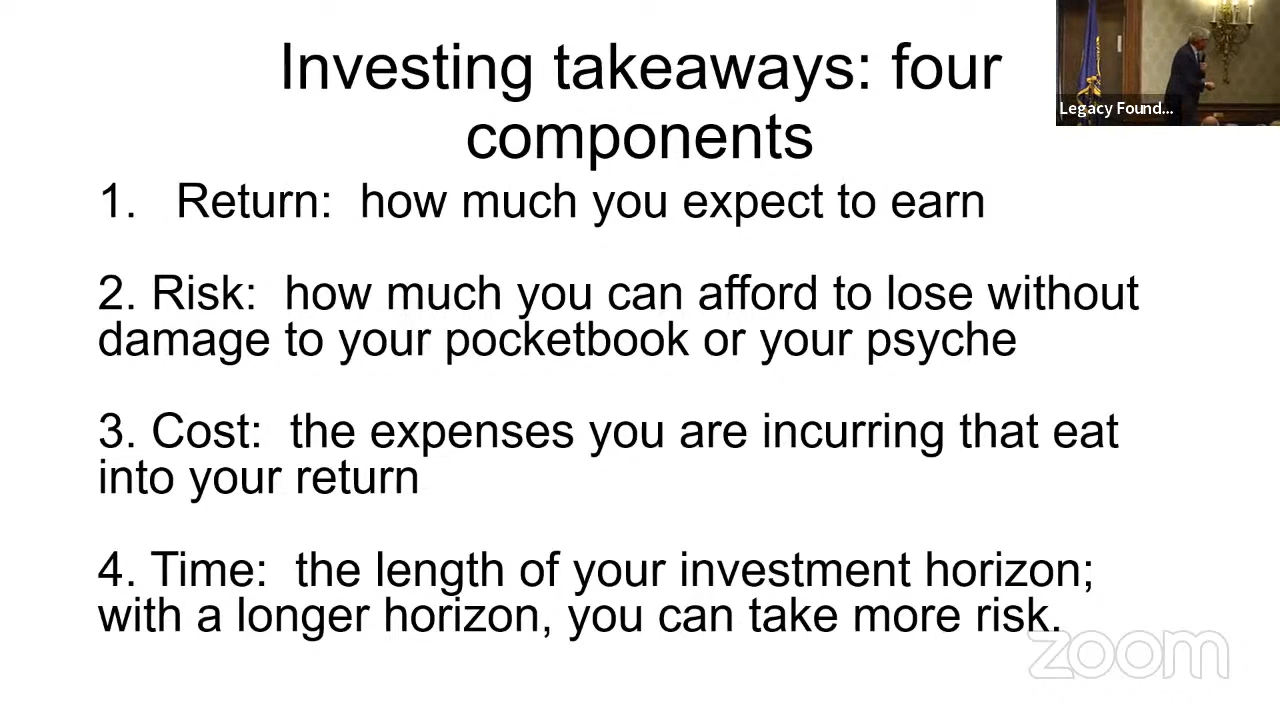 Investing takeaways: four
components
Legacy Found...
1. Return: how much you expect to earn
2. Risk: how much you can afford to lose without
damage to your pocketbook or your psyche
3. Cost: the expenses you are incurring that eat
into your return
4. Time: the length of your investment horizon;
with a longer horizon, you can take more risk.
zoom